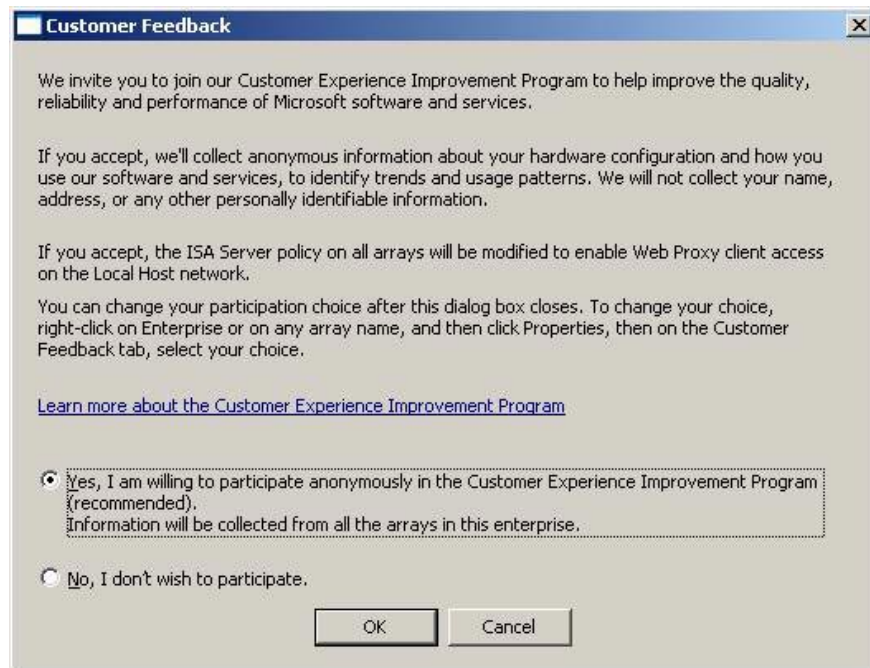 Customer Feedback
We invite you to join our Customer Experience Improvement Program to help improve the quality,
reliability and performance of Microsoft software and services.
If you accept, we'll collect anonymous information about your hardware configuration and how you
use our software and services, to identify trends and usage patterns. We will not collect your name,
address, or any other personally identifiable information.
If you accept, the ISA Server policy on all arrays will be modified to enable Web Proxy client access
on the Local Host network.
You can change your participation choice after this dialog box closes. To change your choice,
right-click on Enterprise or on any array name, and then click Properties, then on the Customer
Feedback tab, select your choice.
Learn more about the Customer Experience Improvement Program
Yes, I am willing to participate anonymously in the Customer Experience Improvement Program
(recommended).
Information will be collected from all the arrays in this enterprise.
No, I don't wish to participate.
OK
Cancel